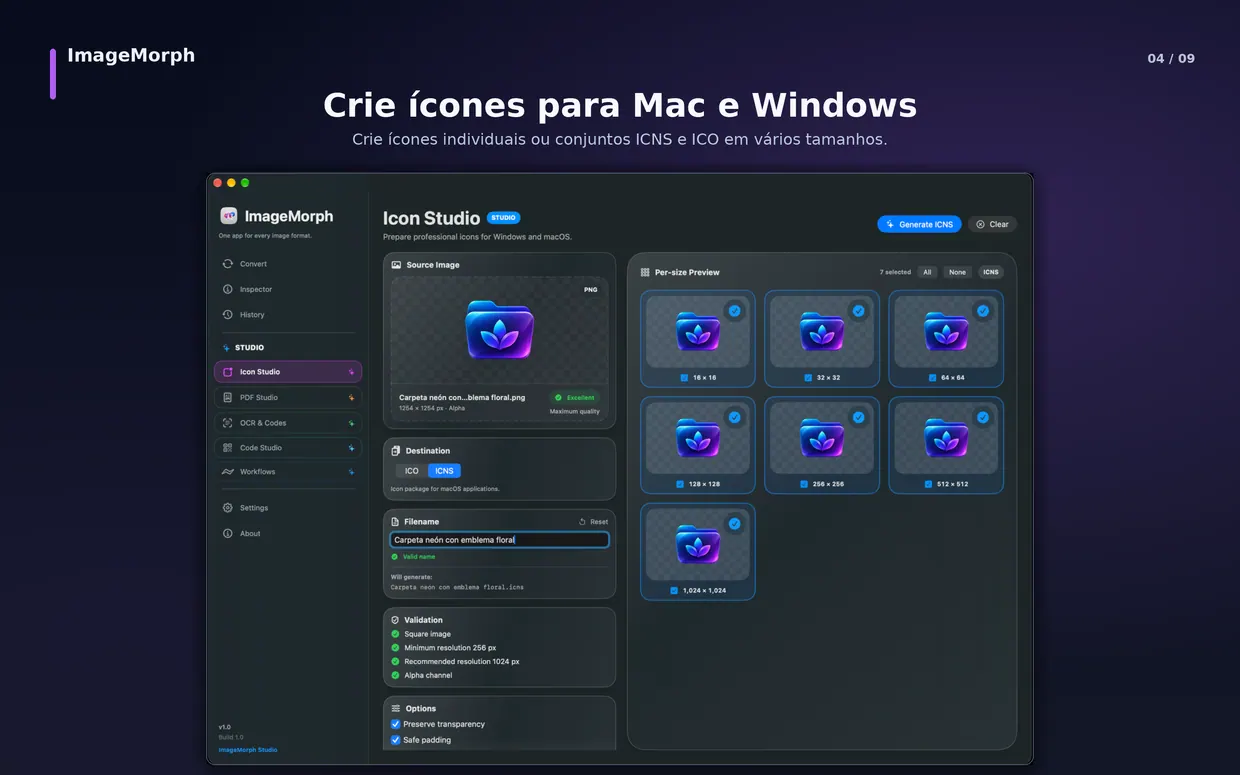 ImageMorph
04 / 09
Crie ícones para Mac e Windows
Crie ícones individuais ou conjuntos ICNS e ICO em vários tamanhos.
ImageMorph
One app for every image format.
Convert
Inspector
History
STUDIO
Icon Studio
PDF Studio
OCR & Codes
Code Studio
Workflows
Settings
About
v1.0
Build 1.0
ImageMorph Studio
Icon Studio STUDIO
Prepare professional icons for Windows and macOS.
Generate ICNS
Clear
Source Image
PNG
Carpeta neón con...blema floral.png
1254 × 1254 px · Alpha
Excellent
Maximum quality
Destination
ICO ICNS
Icon package for macOS applications.
Filename
Reset
Carpeta neón con emblema floral
Valid name
Will generate:
Carpeta neon con emblema floral.icns
Validation
Square image
Minimum resolution 256 px
Recommended resolution 1024 px
Alpha channel
Options
Preserve transparency
Safe padding
Per-size Preview
7 selected All None ICNS
16 × 16
32 × 32
64 × 64
128 × 128
256 × 256
512 × 512
1,024 × 1,024